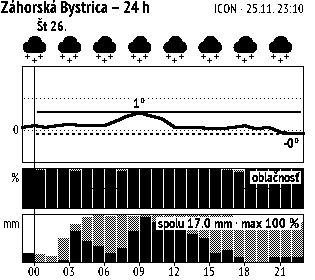 Záhorská Bystrica – 24 h ICON · 25.11. 23:10
Št 26.
1°
0
-0°
%
oblačnosť
mm
spolu 17.0 mm · max 100 %
00 03 06 09 12 15 18 21